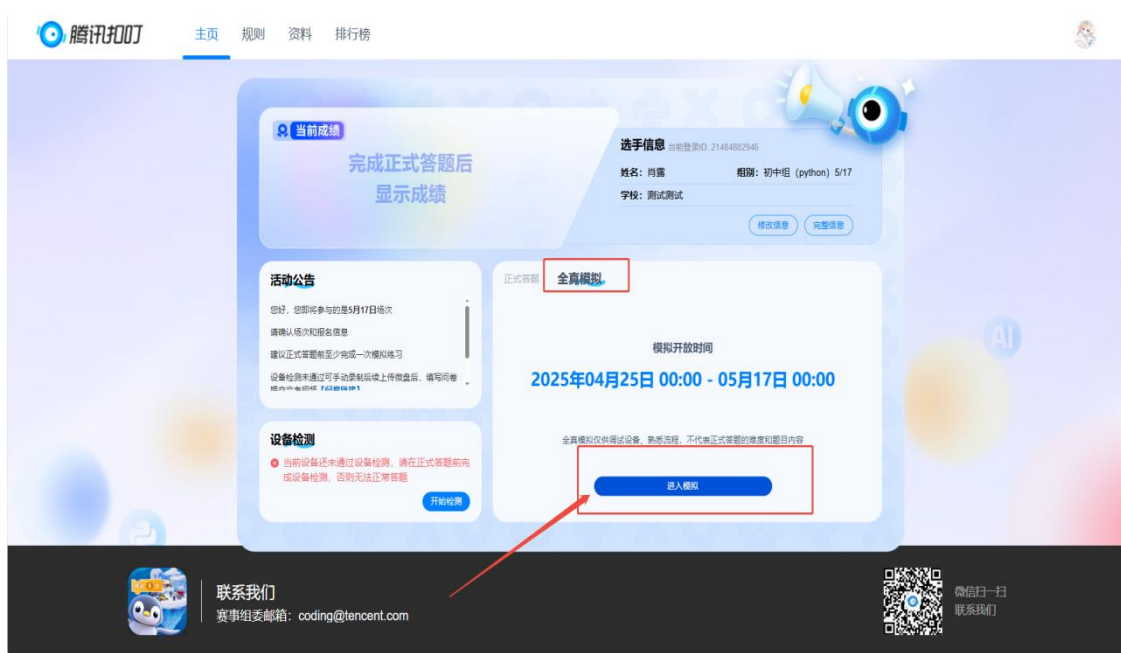 腾讯扣叮
主页 规则 资料 排行榜
当前成绩
完成正式答题后
显示成绩
选手信息 当前登录ID: 21484882946
姓名：肖露 组别：初中组 (python) 5/17
学校：测试测试
修改信息 完整信息
活动公告
您好，您即将参与的是5月17日场次
请确认场次和报名信息
建议正式答题前至少完成一次模拟练习
设备检测未通过可手动录制后续上传微盘后，填写问卷
提交监考视频【问卷链接】
正式答题 全真模拟
模拟开放时间
2025年04月25日 00:00 - 05月17日 00:00
全真模拟仅供调试设备、熟悉流程，不代表正式答题的难度和题目内容
进入模拟
设备检测
当前设备还未通过设备检测，请在正式答题前完
成设备检测，否则无法正常答题
开始检测
AI
联系我们
赛事组委邮箱：coding@tencent.com
微信扫一扫
联系我们